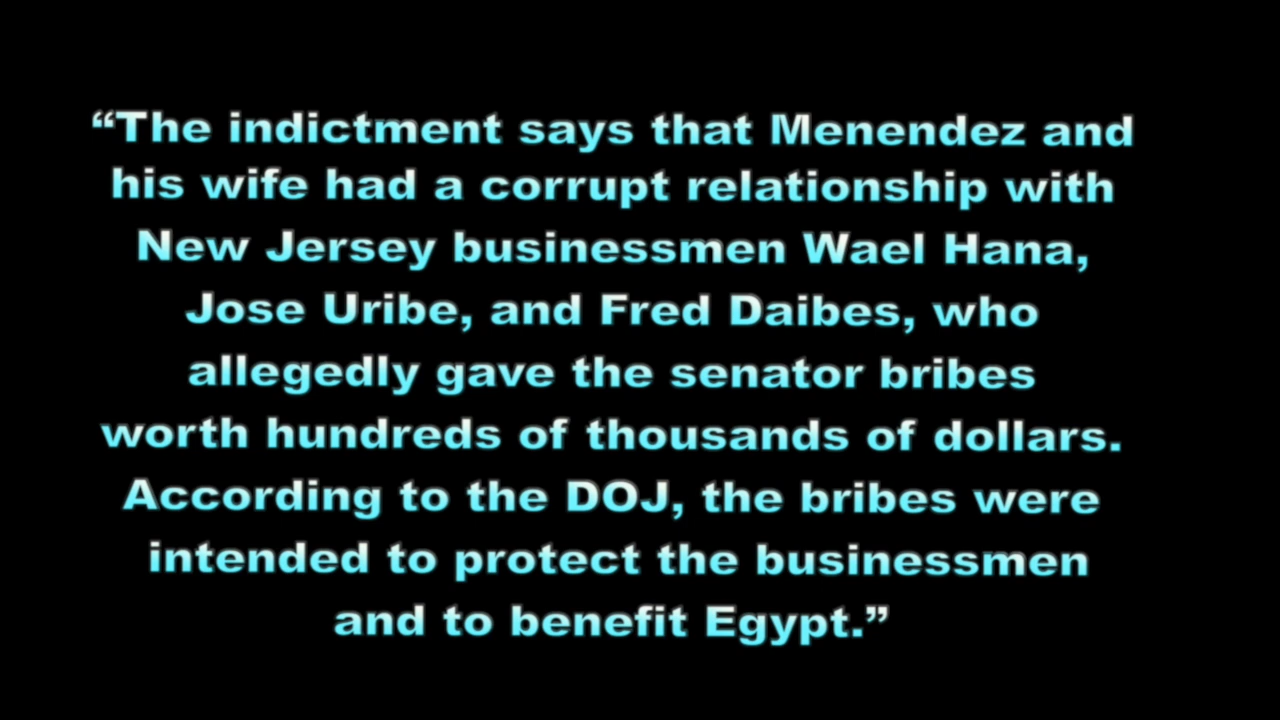 “The indictment says that Menendez and
his wife had a corrupt relationship with
New Jersey businessmen Wael Hana,
Jose Uribe, and Fred Daibes, who
allegedly gave the senator bribes
worth hundreds of thousands of dollars.
According to the DOJ, the bribes were
intended to protect the businessmen
and to benefit Egypt.”